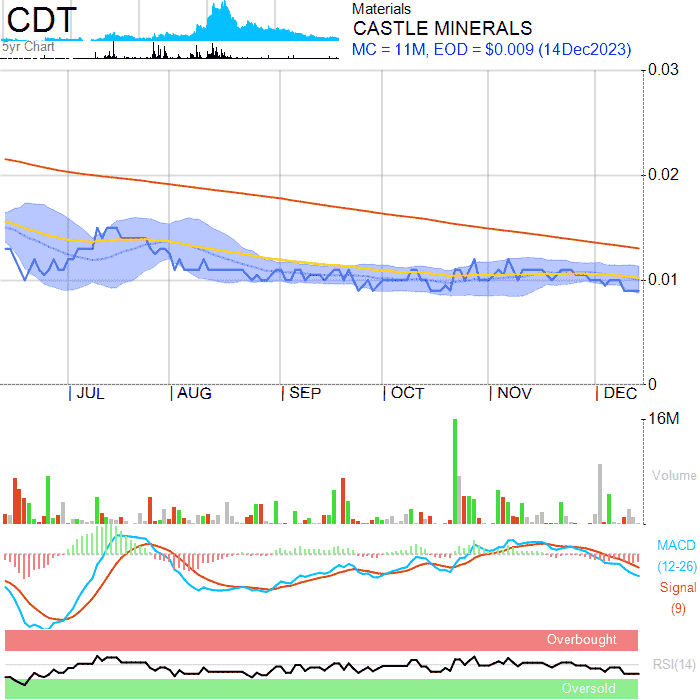 CDT
5yr Chart
Materials
CASTLE MINERALS
MC = 11M, EOD = $0.009 (14Dec2023)
0.03
0.02
0.01
0
JUL AUG SEP OCT NOV DEC
16M
Volume
MACD
(12-26)
Signal
(9)
Overbought
RSI(14)
Oversold